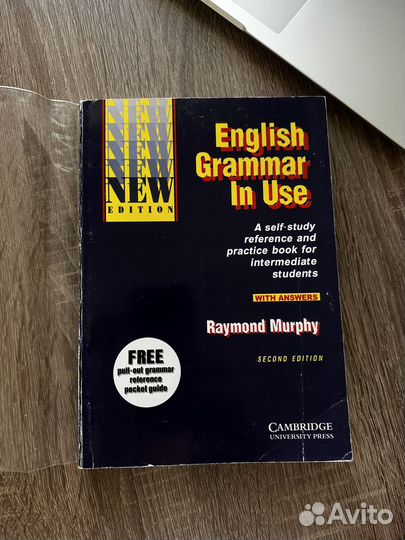 NEW
NEW
NEW
NEW
NEW
EDITION
English
Grammar
In Use
A self-study
reference and
practice book for
intermediate
students
WITH ANSWERS
Raymond Murphy
SECOND EDITION
FREE
pull-out grammar
reference
pocket guide
CAMBRIDGE
UNIVERSITY PRESS
Avito